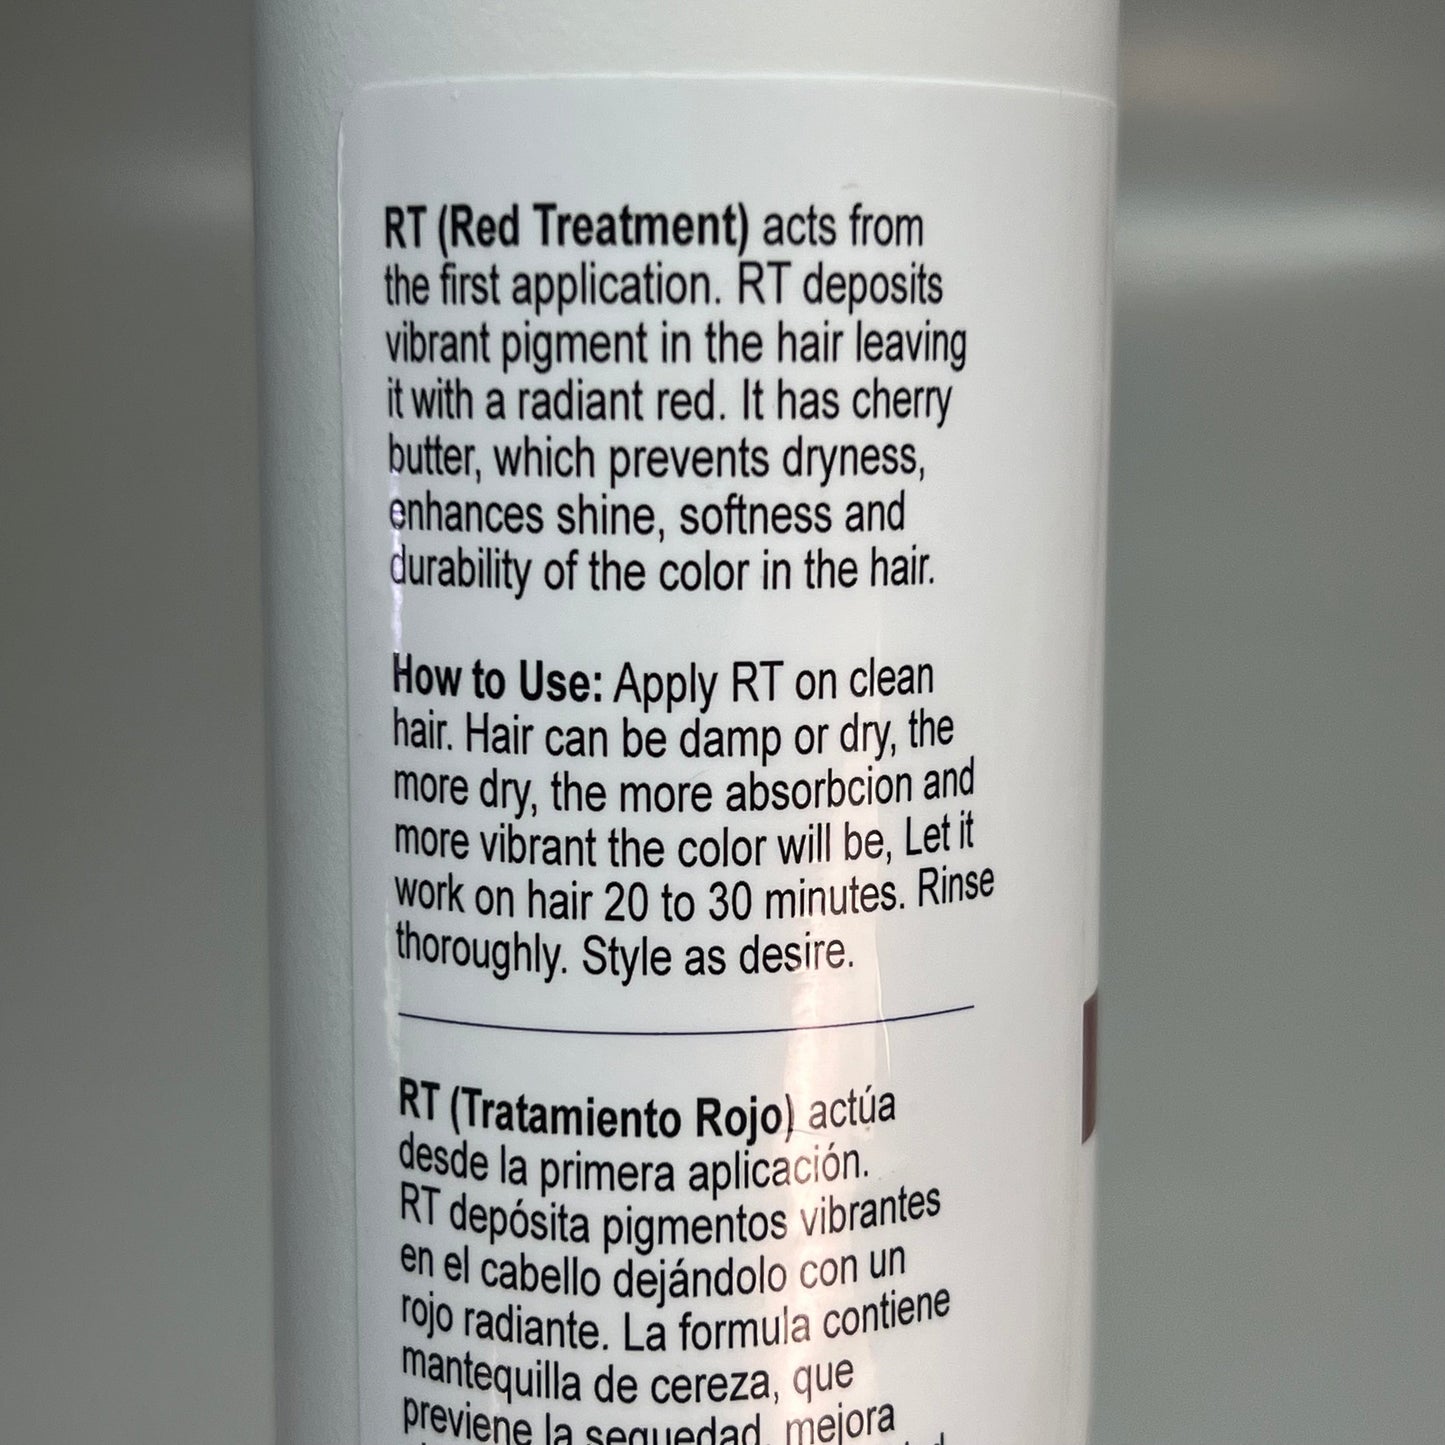 RT (Red Treatment) acts from
the first application. RT deposits
vibrant pigment in the hair leaving
it with a radiant red. It has cherry
butter, which prevents dryness,
enhances shine, softness and
durability of the color in the hair.
How to Use: Apply RT on clean
hair. Hair can be damp or dry, the
more dry, the more absorbcion and
more vibrant the color will be, Let it
work on hair 20 to 30 minutes. Rinse
thoroughly. Style as desire.
RT (Tratamiento Rojo) actúa
desde la primera aplicación.
RT depósita pigmentos vibrantes
en el cabello dejándolo con un
rojo radiante. La formula contiene
mantequilla de cereza, que
previene la sequedad, mejora